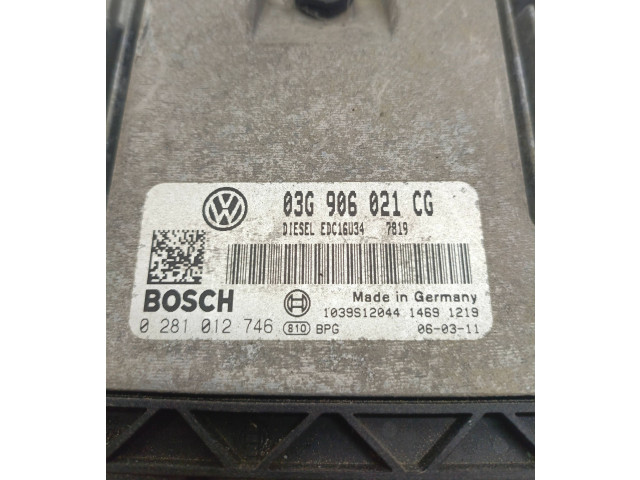 VW 03G 906 021 CG
DIESEL EDC16U34 7819
BOSCH
Made in Germany
1039S12044 1469 1219
0 281 012 746 810 BPG 06-03-11